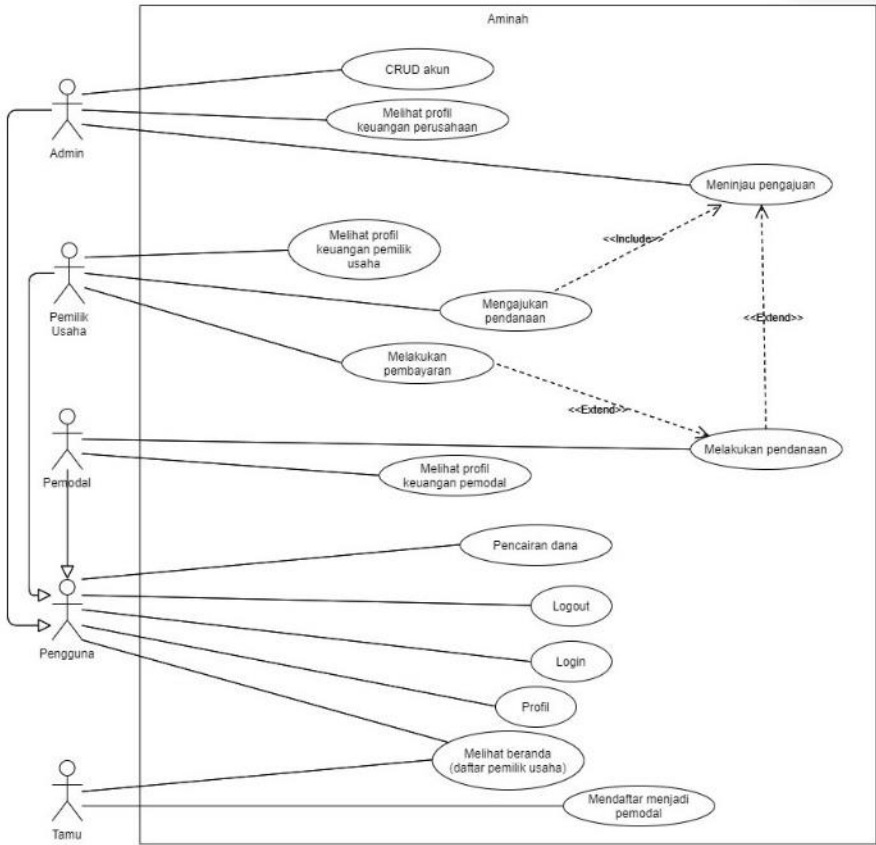 Aminah
CRUD akun
Melihat profil
keuangan perusahaan
Admin
Meninjau pengajuan
Melihat profil
keuangan pemilik
usaha
<<Include>>
Pemilik
Usaha
Mengajukan
pendanaan
<<Extend>>
Melakukan
pembayaran
<<Extend>>
Melakukan pendanaan
Pemodal
Melihat profil
keuangan pemodal
Pencairan dana
Logout
Pengguna
Login
Profil
Melihat beranda
(daftar pemilik usaha)
Mendaftar menjadi
pemodal
Tamu